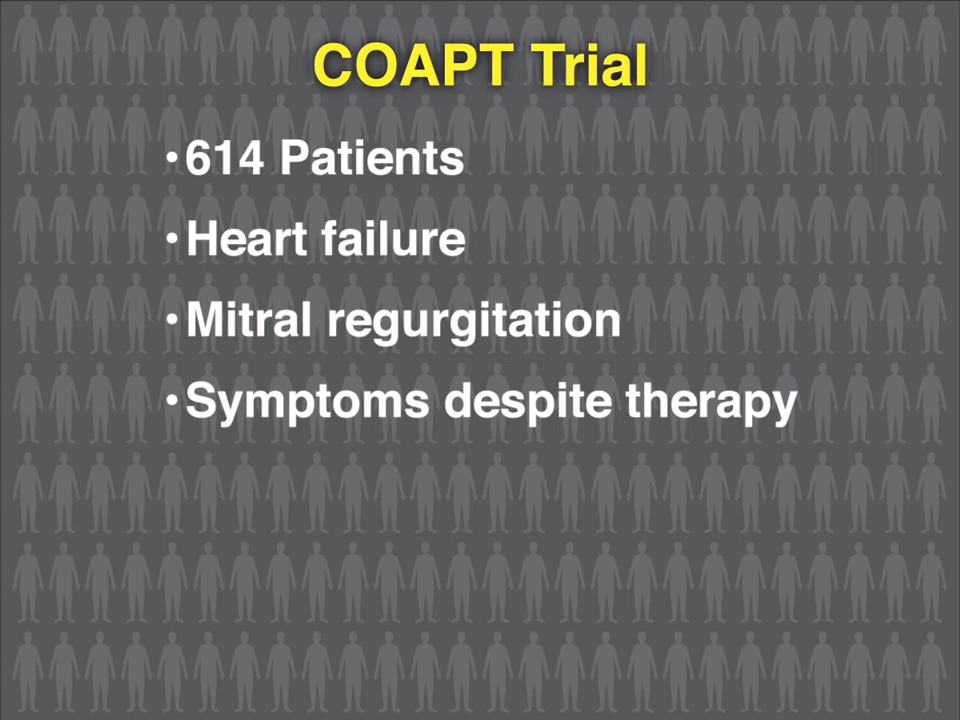 COAPT Trial
•614 Patients
•Heart failure
•Mitral regurgitation
•Symptoms despite therapy